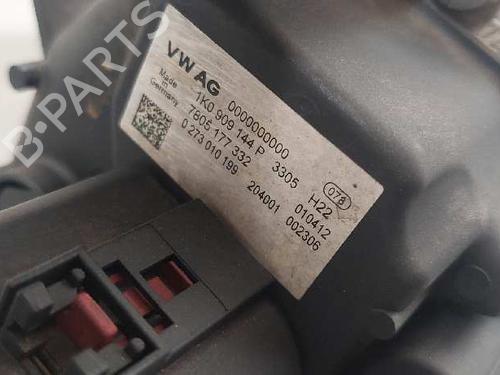 B-PARTS
VW AG 0000000000
Made in Germany
1K0 909 144 P 3305 H22
7805 177 332 010412
0 273 010 199 204001 002306
078